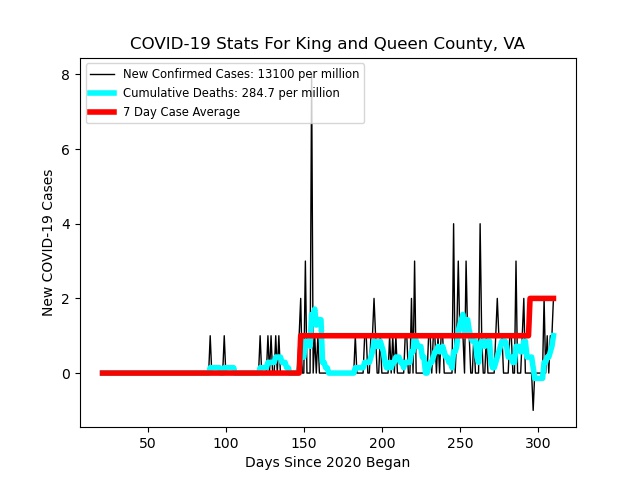 COVID-19 Stats For King and Queen County, VA
New Confirmed Cases: 13100 per million
Cumulative Deaths: 284.7 per million
7 Day Case Average
8
6
4
2
0
New COVID-19 Cases
50 100 150 200 250 300
Days Since 2020 Began